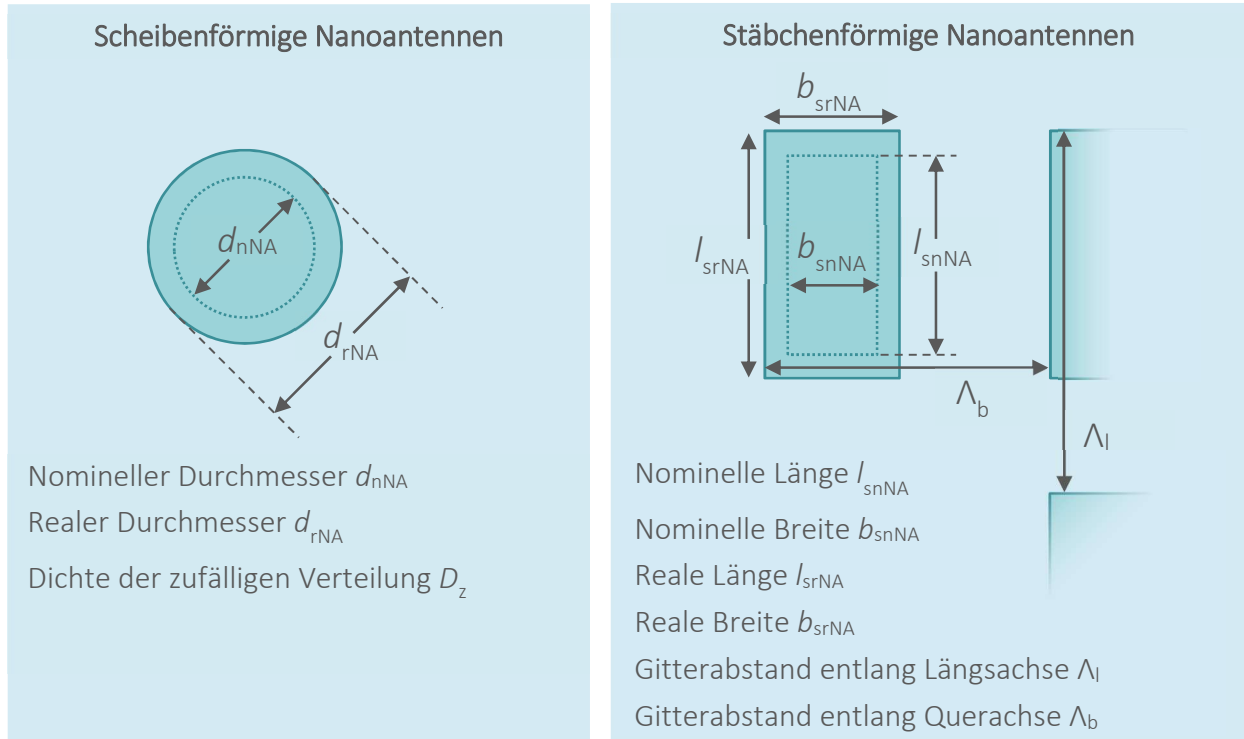 Scheibenförmige Nanoantennen
dnNA
drNA
Nomineller Durchmesser dnNA
Realer Durchmesser drNA
Dichte der zufälligen Verteilung Dz
Stäbchenförmige Nanoantennen
bsrNA
lsrNA
bsnNA
lsnNA
Λb
Λl
Nominelle Länge lsnNA
Nominelle Breite bsnNA
Reale Länge lsrNA
Reale Breite bsrNA
Gitterabstand entlang Längsachse Λl
Gitterabstand entlang Querachse Λb